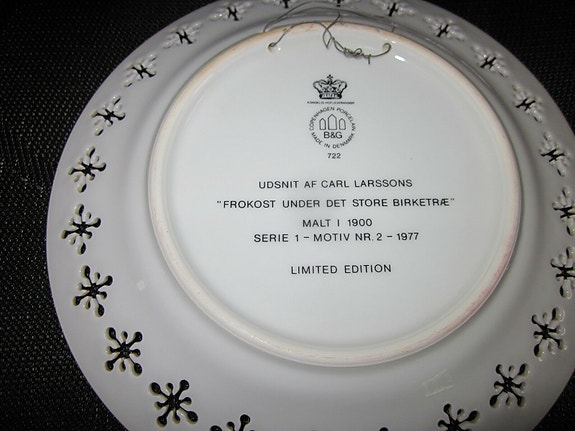 COPENHAGEN PORCELAIN
B&G
MADE IN DENMARK
722
UDSNIT AF CARL LARSSONS
"FROKOST UNDER DET STORE BIRKETRÆ"
MALT I 1900
SERIE 1 – MOTIV NR. 2 – 1977
LIMITED EDITION